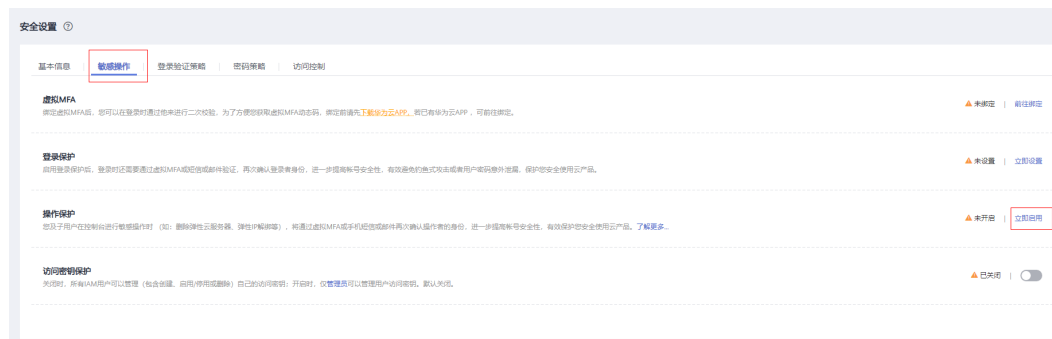 安全设置 ?
基本信息 敏感操作 登录验证策略 密码策略 访问控制
虚拟MFA
绑定虚拟MFA后，您可以在登录时通过他来进行二次校验，为了方便您获取虚拟MFA动态码，绑定前请先下载华为云APP。若已有华为云APP，可前往绑定。
未绑定 | 前往绑定
登录保护
启用登录保护后，登录时还需要通过虚拟MFA或短信或邮件验证，再次确认登录者身份，进一步提高帐号安全性，有效避免钓鱼式攻击或者用户密码意外泄漏，保护您安全使用云产品。
未设置 | 立即设置
操作保护
您及子用户在控制台进行敏感操作时 （如：删除弹性云服务器、弹性IP解绑等），将通过虚拟MFA或手机短信或邮件再次确认操作者的身份，进一步提高帐号安全性，有效保护您安全使用云产品。了解更多...
未开启 | 立即启用
访问密钥保护
关闭时，所有IAM用户可以管理（包含创建、启用/停用或删除）自己的访问密钥；开启时，仅管理员可以管理用户访问密钥。默认关闭。
已关闭 |